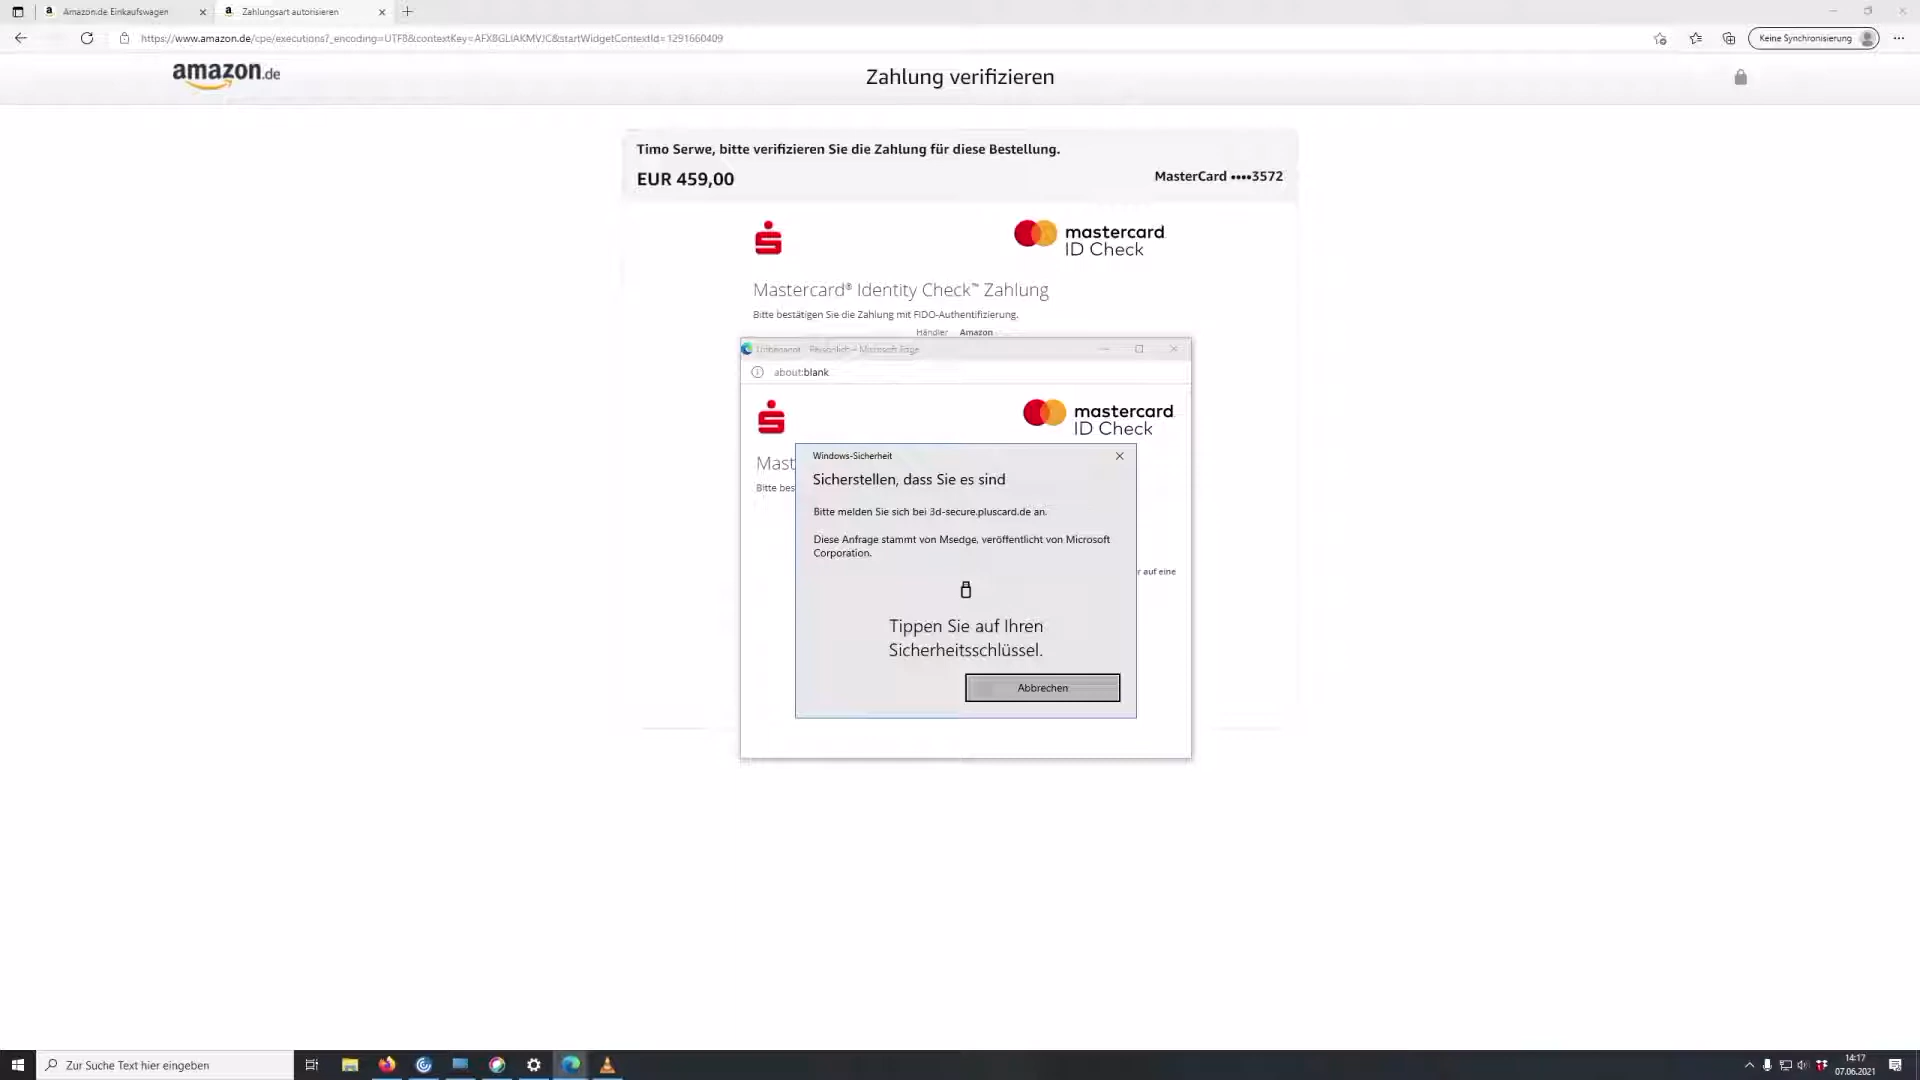 Amazon.de Einkaufswagen
Zahlungsart autorisieren
https://www.amazon.de/cpe/executions?_encoding=UTF8&contextKey=AFX8GLIAKMVJC&startWidgetContextId=1291660409
Keine Synchronisierung
amazon.de
Zahlung verifizieren
Timo Serwe, bitte verifizieren Sie die Zahlung für diese Bestellung.
EUR 459,00
MasterCard ••••3572
mastercard
ID Check
Mastercard® Identity Check™ Zahlung
Bitte bestätigen Sie die Zahlung mit FIDO-Authentifizierung.
Händler Amazon
Unbenannt - Persönlich – Microsoft Edge
about:blank
mastercard
ID Check
Mast
Bitte bes
Windows-Sicherheit
Sicherstellen, dass Sie es sind
Bitte melden Sie sich bei 3d-secure.pluscard.de an.
Diese Anfrage stammt von Msedge, veröffentlicht von Microsoft
Corporation.
r auf eine
Tippen Sie auf Ihren
Sicherheitsschlüssel.
Abbrechen
Zur Suche Text hier eingeben
14:17
07.06.2021